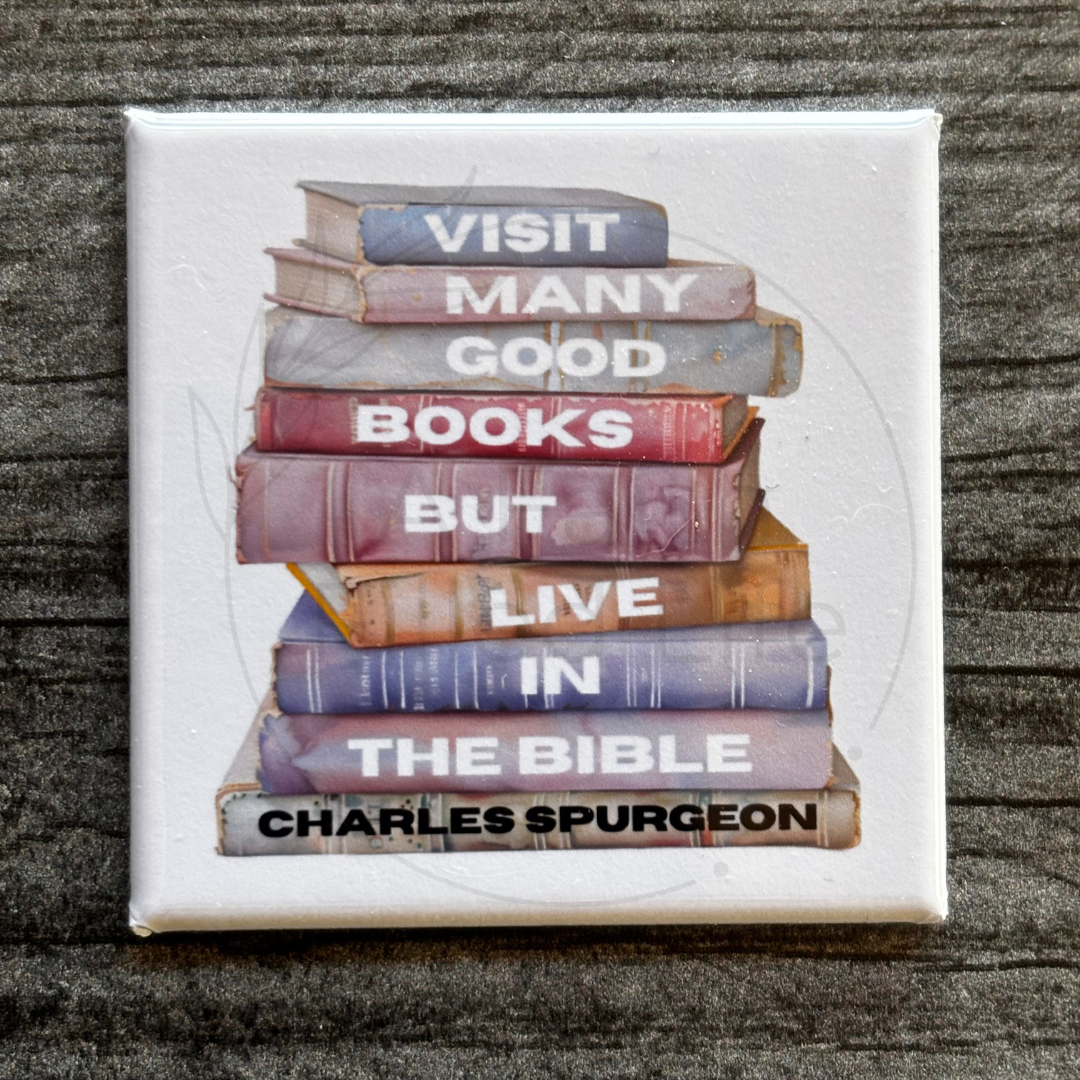 VISIT
MANY
GOOD
BOOKS
BUT
LIVE
IN
THE BIBLE
CHARLES SPURGEON